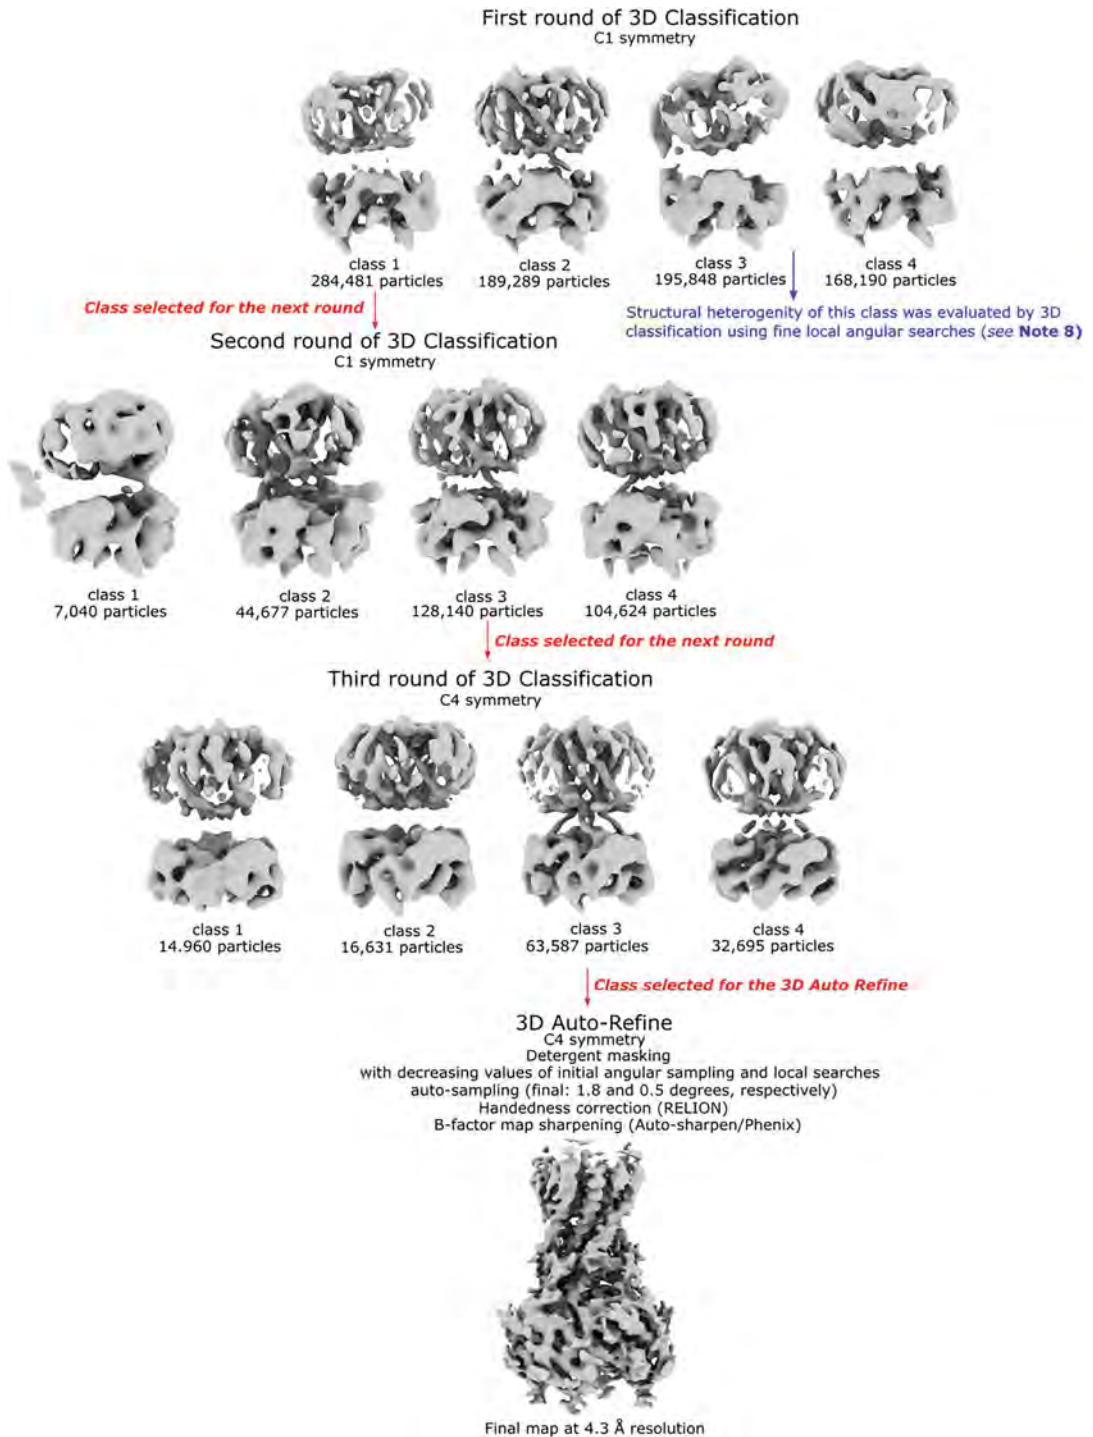 First round of 3D Classification
C1 symmetry
class 1
284,481 particles
class 2
189,289 particles
class 3
195,848 particles
class 4
168,190 particles
Class selected for the next round
Structural heterogenity of this class was evaluated by 3D
classification using fine local angular searches (see Note 8)
Second round of 3D Classification
C1 symmetry
class 1
7,040 particles
class 2
44,677 particles
class 3
128,140 particles
class 4
104,624 particles
Class selected for the next round
Third round of 3D Classification
C4 symmetry
class 1
14.960 particles
class 2
16,631 particles
class 3
63,587 particles
class 4
32,695 particles
Class selected for the 3D Auto Refine
3D Auto-Refine
C4 symmetry
Detergent masking
with decreasing values of initial angular sampling and local searches
auto-sampling (final: 1.8 and 0.5 degrees, respectively)
Handedness correction (RELION)
B-factor map sharpening (Auto-sharpen/Phenix)
Final map at 4.3 Å resolution